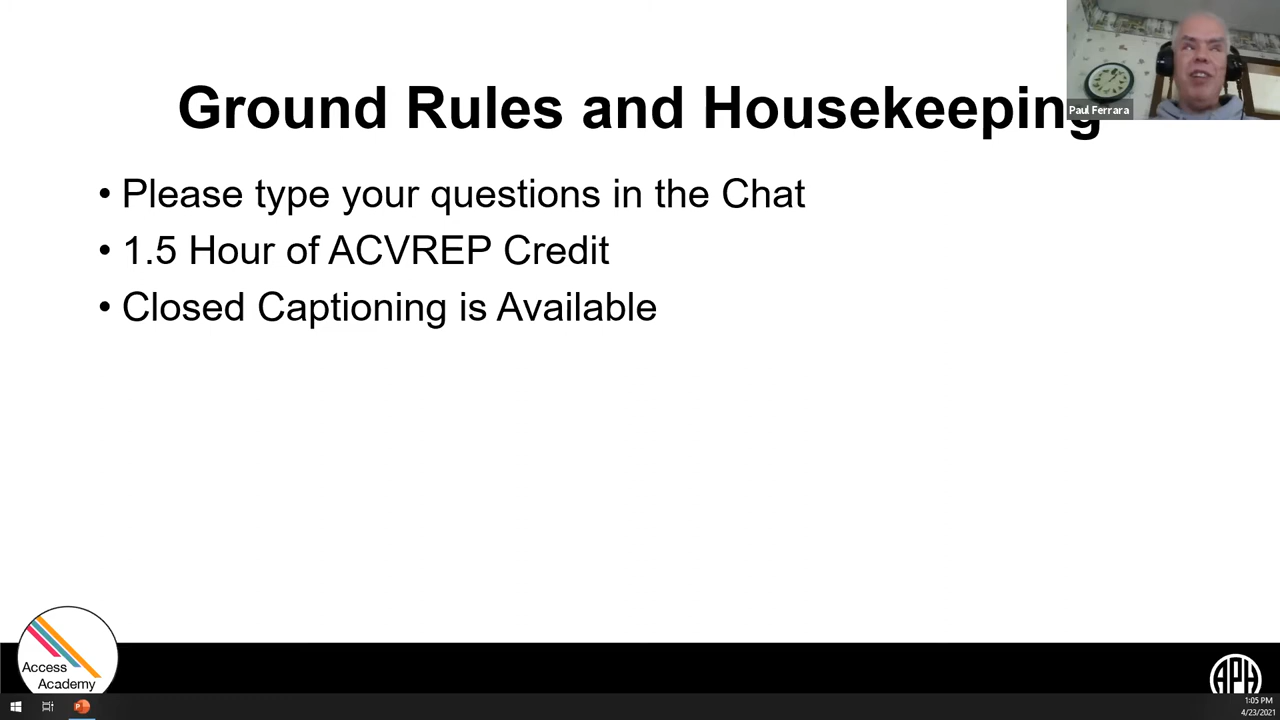 Ground Rules and Housekeeping
Paul Ferrara
• Please type your questions in the Chat
• 1.5 Hour of ACVREP Credit
• Closed Captioning is Available
Access
Academy
APH
1:05 PM
4/23/2021